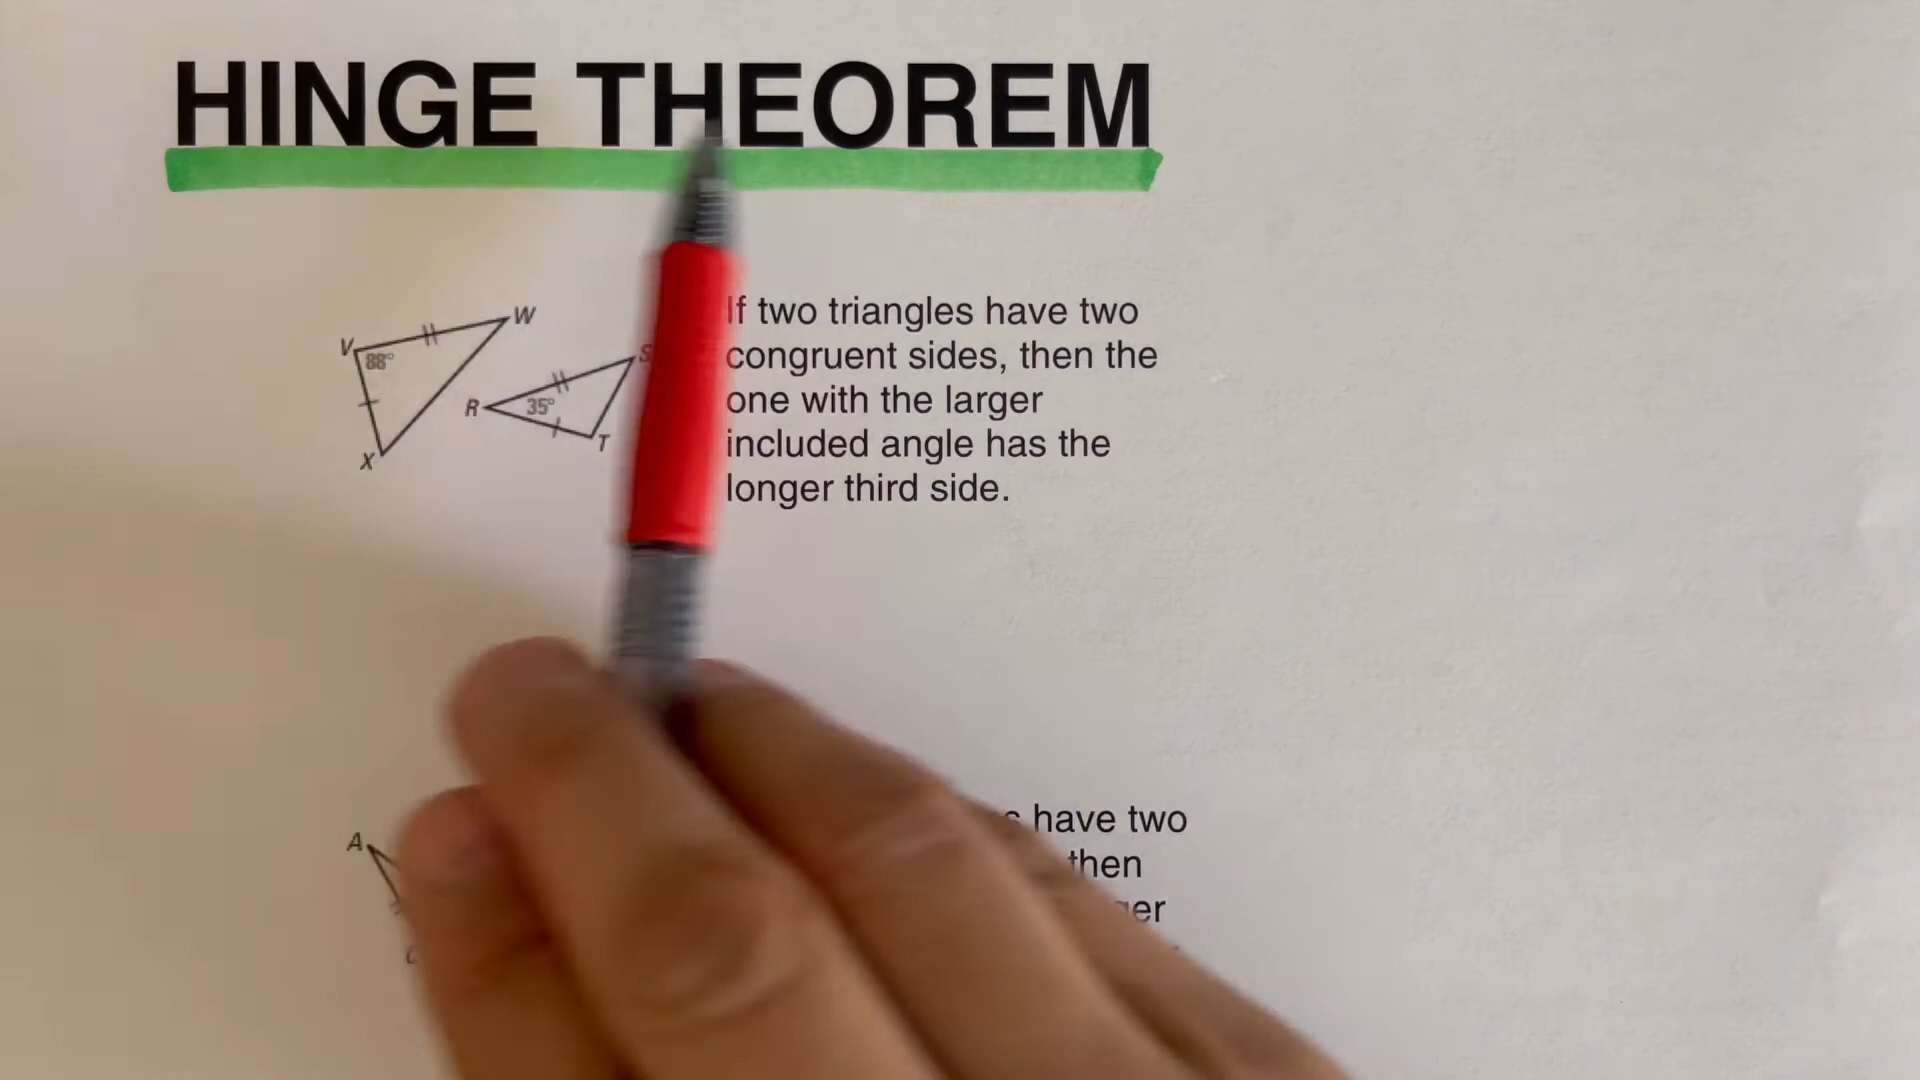 HINGE THEOREM
V 88° W X
R 35° S T
If two triangles have two
congruent sides, then the
one with the larger
included angle has the
longer third side.
A
have two
then